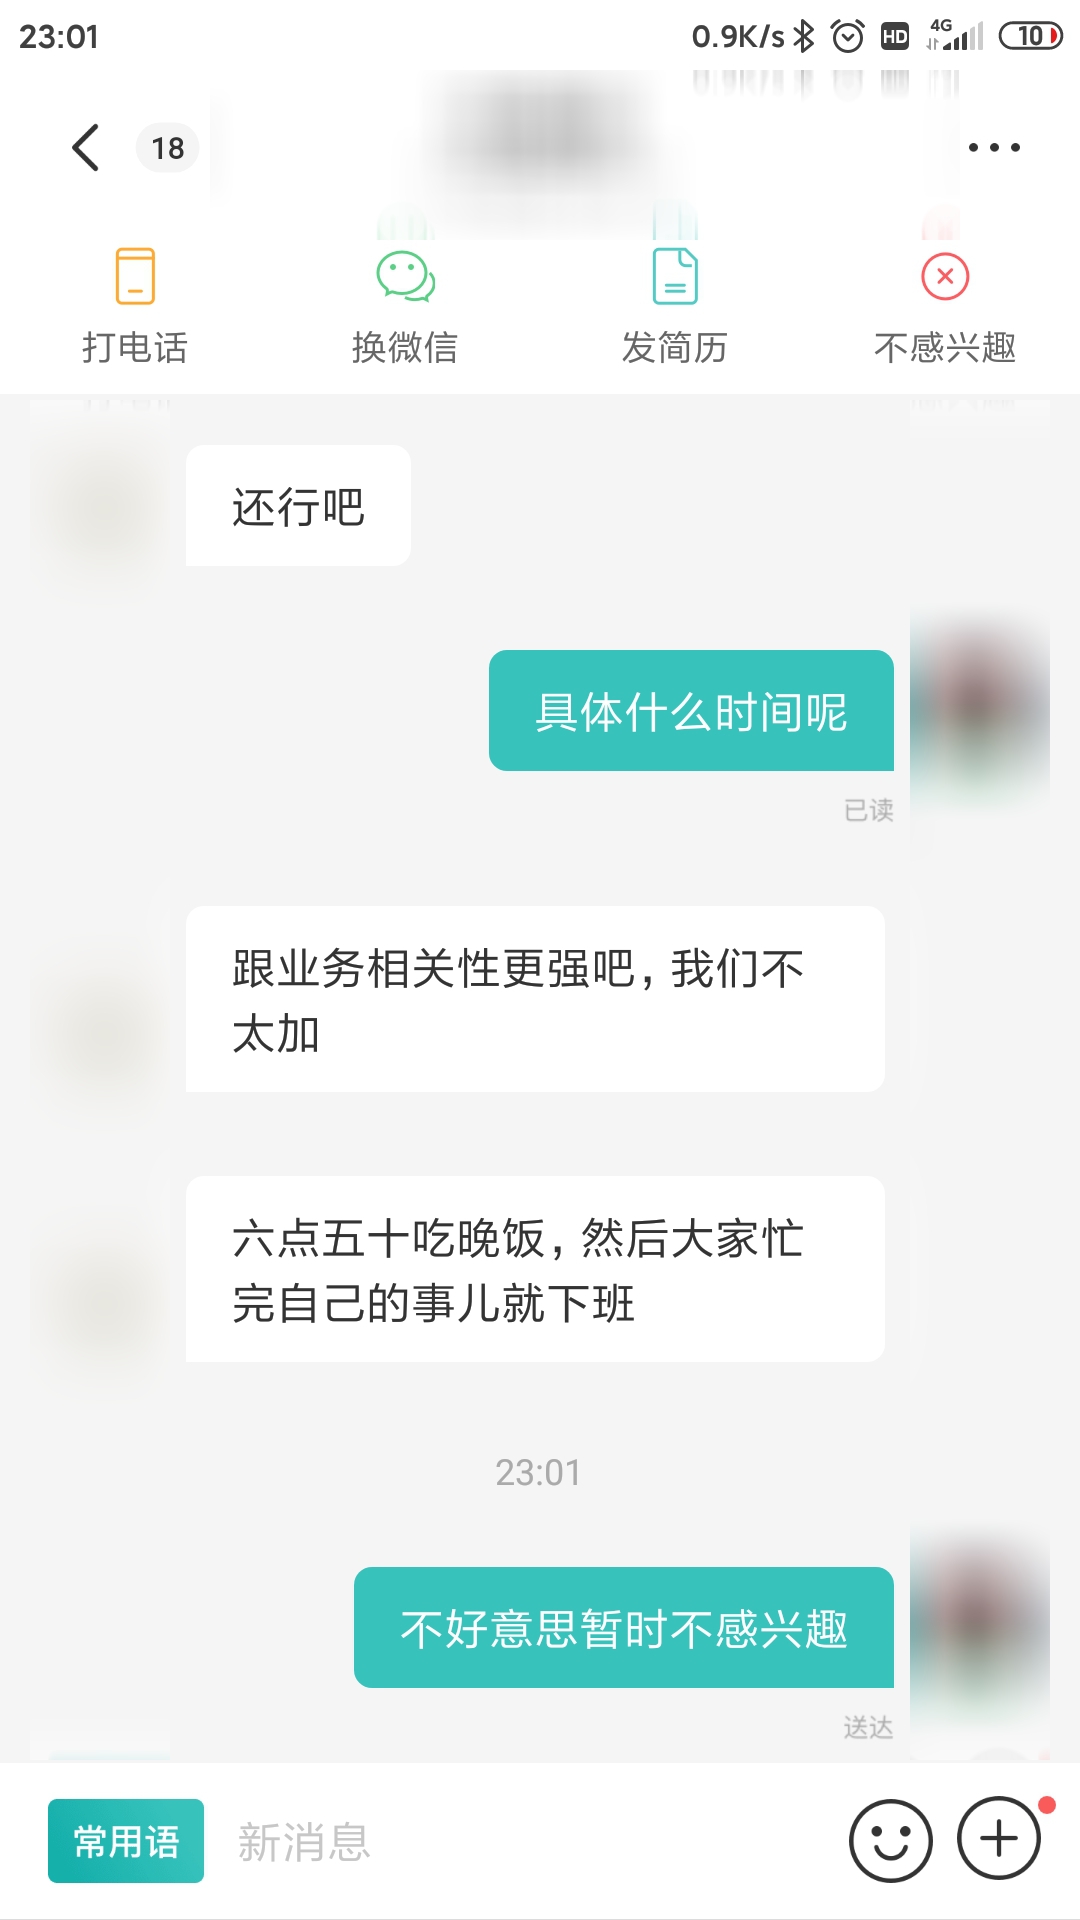 23:01 0.9K/s HD 4G 10
18
打电话 换微信 发简历 不感兴趣
还行吧
具体什么时间呢
已读
跟业务相关性更强吧，我们不
太加
六点五十吃晚饭，然后大家忙
完自己的事儿就下班
23:01
不好意思暂时不感兴趣
送达
常用语 新消息